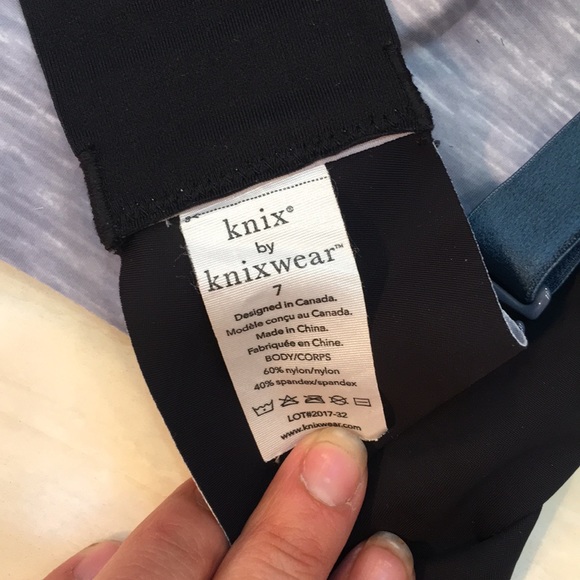 knix®
by
knixwear™
7
Designed in Canada.
Modèle conçu au Canada.
Made in China.
Fabriquée en Chine.
BODY/CORPS
60% nylon/nylon
40% spandex/spandex
LOT#2017-32
www.knixwear.com